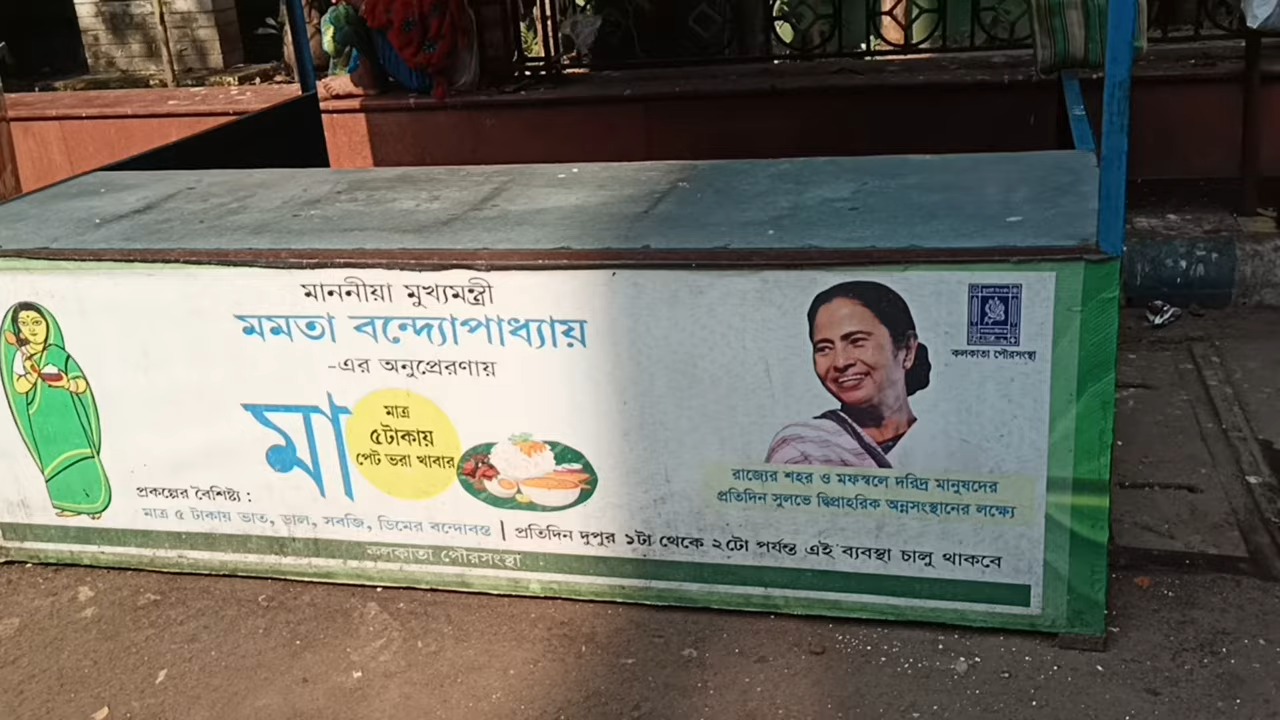 মাননীয়া মুখ্যমন্ত্রী
মমতা বন্দ্যোপাধ্যায়
-এর অনুপ্রেরণায়
মা
মাত্র
৫টাকায়
পেট ভরা খাবার
কলকাতা পৌরসংস্থা
রাজ্যের শহর ও মফস্বলে দরিদ্র মানুষদের
প্রতিদিন সুলভে দ্বিপ্রাহরিক অন্নসংস্থানের লক্ষ্যে
প্রকল্পের বৈশিষ্ট্য :
মাত্র ৫ টাকায় ভাত, ডাল, সবজি, ডিমের বন্দোবস্ত | প্রতিদিন দুপুর ১টা থেকে ২টো পর্যন্ত এই ব্যবস্থা চালু থাকবে
কলকাতা পৌরসংস্থা